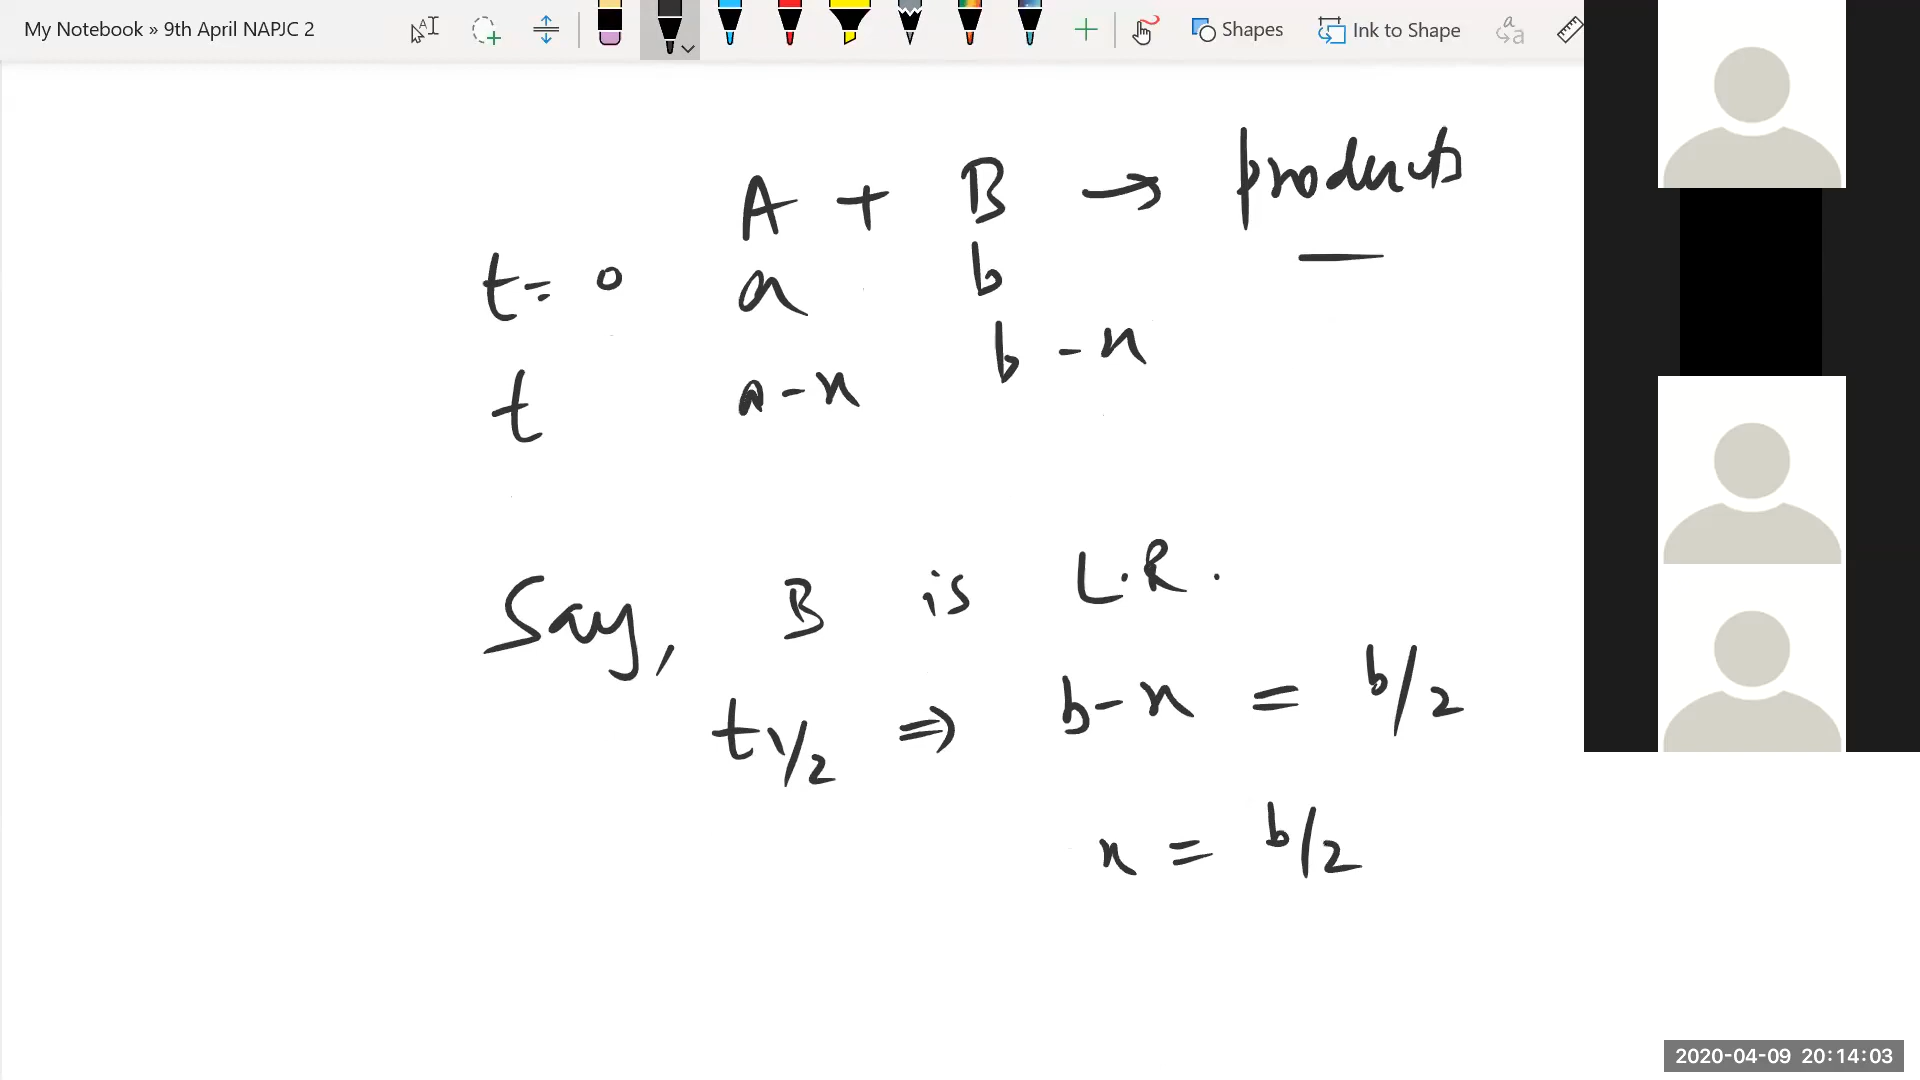 My Notebook » 9th April NAPJC 2
Shapes
Ink to Shape
A + B → products
t = 0 a b
t a-x b-x
Say, B is L.R.
t 1/2 ⇒ b-x = b/2
x = b/2
2020-04-09 20:14:03